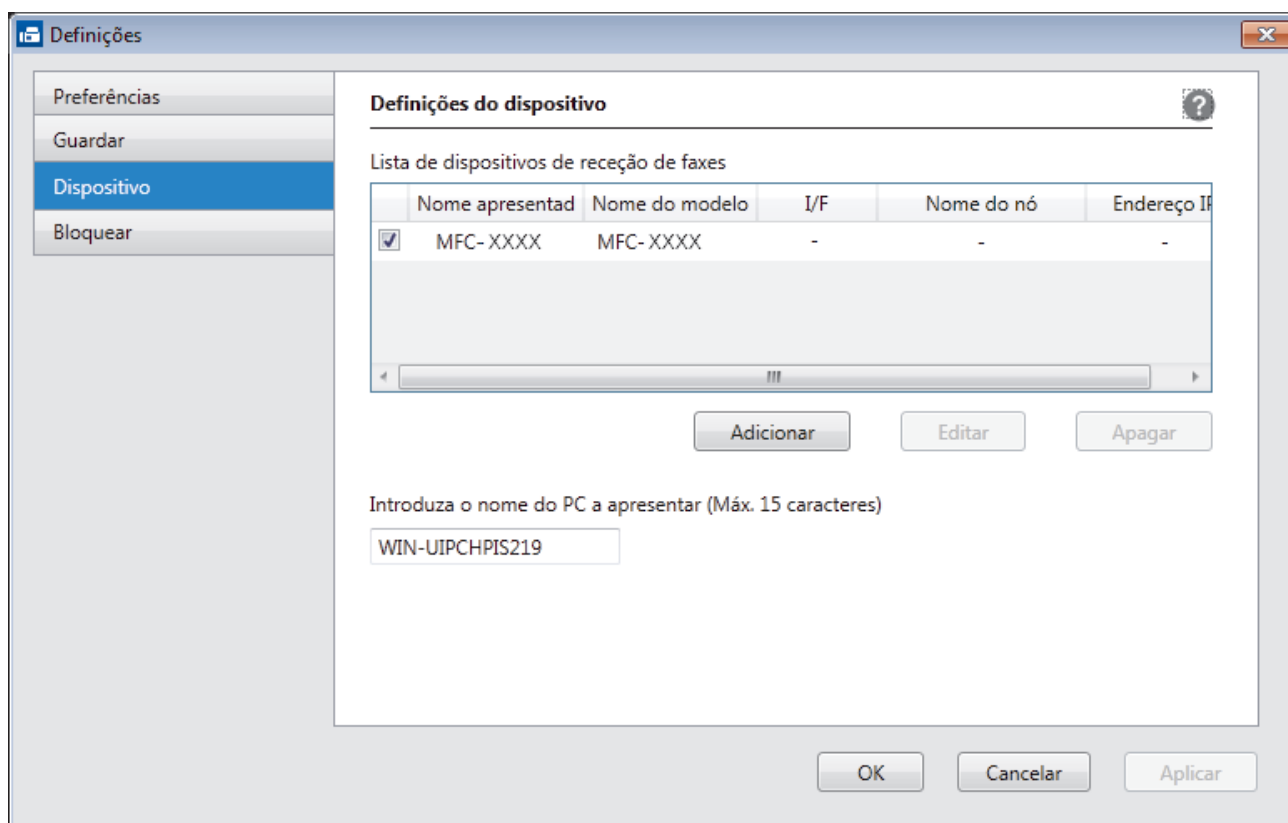 Definições
Preferências
Guardar
Dispositivo
Bloquear
Definições do dispositivo
?
Lista de dispositivos de receção de faxes
Nome apresentad Nome do modelo I/F Nome do nó Endereço IP
MFC-XXXX MFC-XXXX - - -
Adicionar Editar Apagar
Introduza o nome do PC a apresentar (Máx. 15 caracteres)
WIN-UIPCHPIS219
OK Cancelar Aplicar